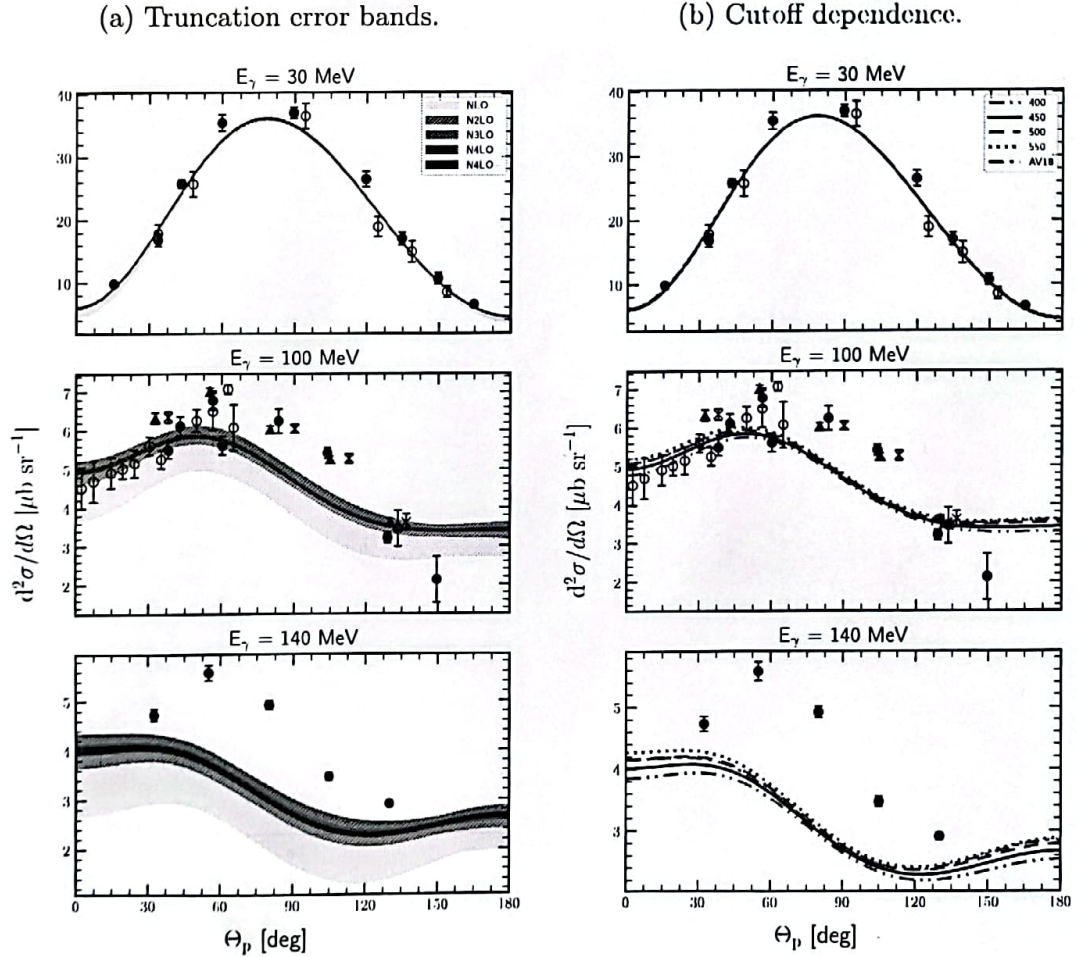 (a) Truncation error bands.
(b) Cutoff dependence.
E_γ = 30 MeV
40
30
20
10
NLO
N2LO
N3LO
N4LO
N4LO
E_γ = 30 MeV
40
30
20
10
400
450
500
550
AV18
E_γ = 100 MeV
7
6
5
4
3
2
E_γ = 100 MeV
7
6
5
4
3
2
d²σ/dΩ [μb sr⁻¹]
d²σ/dΩ [μb sr⁻¹]
E_γ = 140 MeV
5
4
3
2
0 30 60 90 120 150 180
Θ_p [deg]
E_γ = 140 MeV
5
4
3
0 30 60 90 120 150 180
Θ_p [deg]